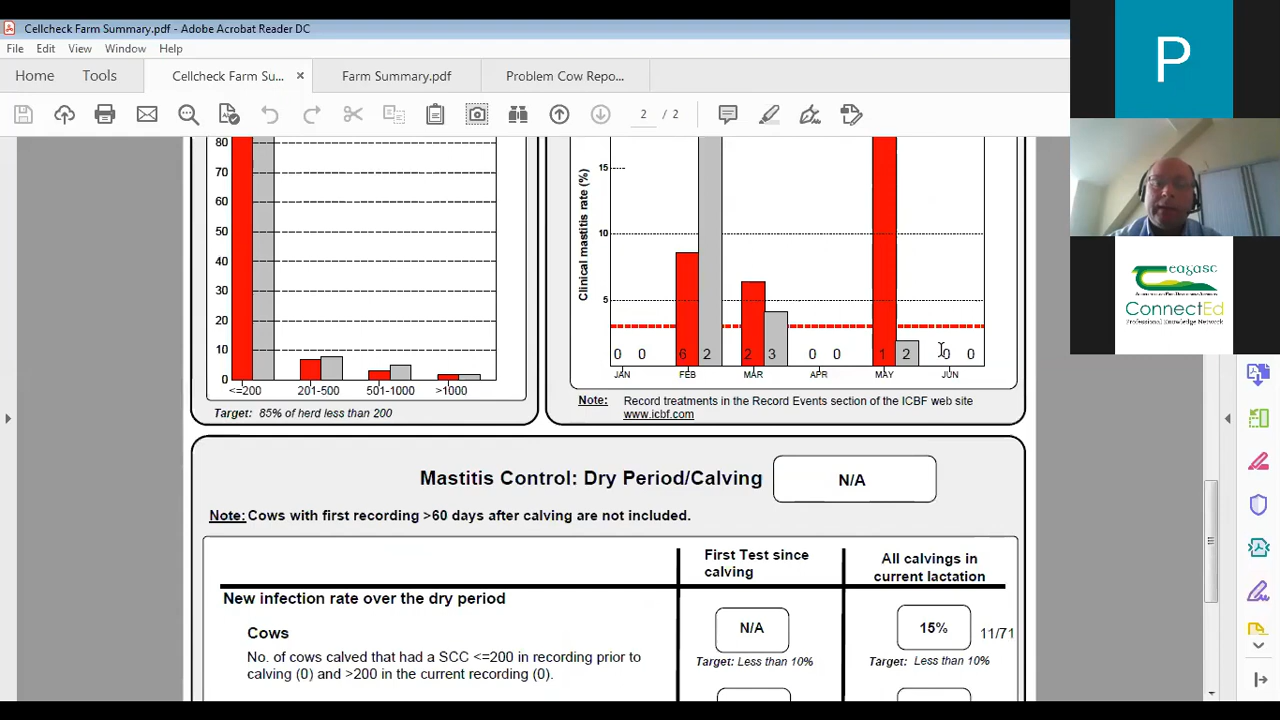 Cellcheck Farm Summary.pdf - Adobe Acrobat Reader DC
File Edit View Window Help
Home Tools Cellcheck Farm Su... × Farm Summary.pdf Problem Cow Repo...
2 / 2
P
80
70
60
50
40
30
20
10
0
<=200 201-500 501-1000 >1000
Target: 85% of herd less than 200
Clinical mastitis rate (%)
15
10
5
0 0 6 2 2 3 0 0 1 2 0 0
JAN FEB MAR APR MAY JUN
Note: Record treatments in the Record Events section of the ICBF web site
www.icbf.com
eagasc
ConnectEd
Professional Knowledge Network
Mastitis Control: Dry Period/Calving N/A
Note: Cows with first recording >60 days after calving are not included.
First Test since
calving
All calvings in
current lactation
New infection rate over the dry period
Cows
No. of cows calved that had a SCC <=200 in recording prior to
calving (0) and >200 in the current recording (0).
N/A
Target: Less than 10%
15% 11/71
Target: Less than 10%